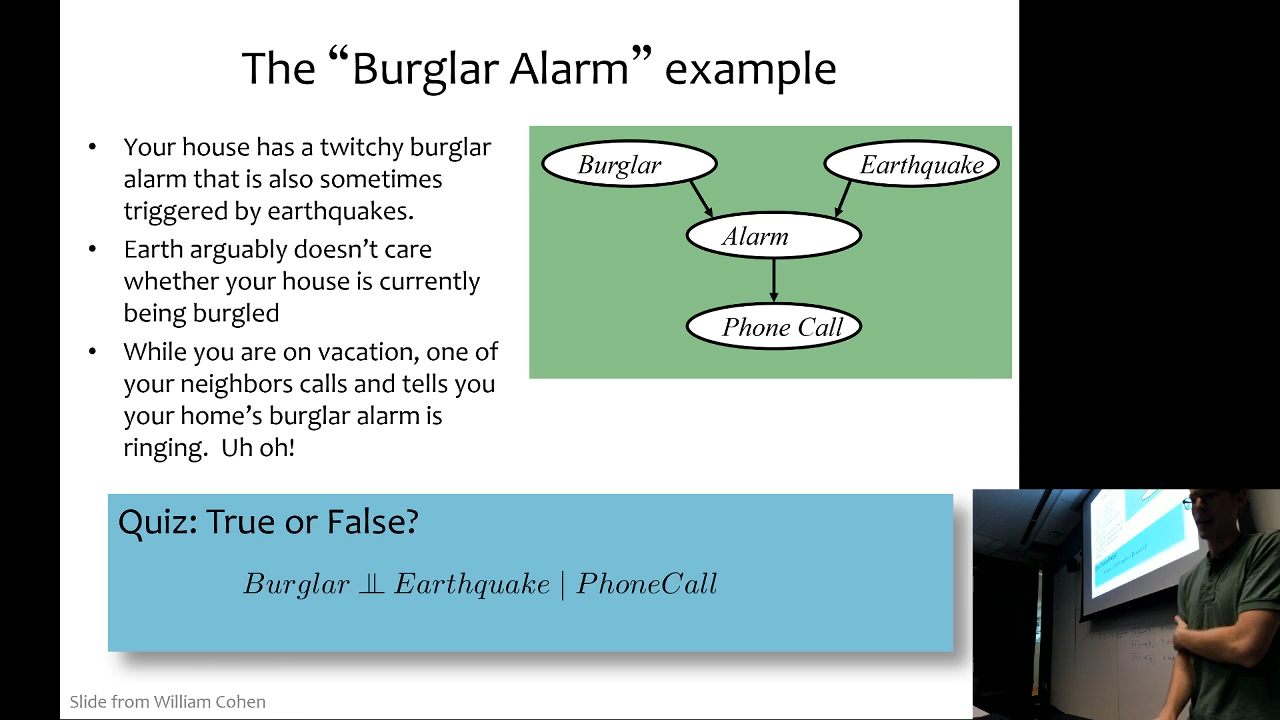 The “Burglar Alarm” example
• Your house has a twitchy burglar
alarm that is also sometimes
triggered by earthquakes.
• Earth arguably doesn’t care
whether your house is currently
being burgled
• While you are on vacation, one of
your neighbors calls and tells you
your home’s burglar alarm is
ringing. Uh oh!
Burglar
Earthquake
Alarm
Phone Call
Quiz: True or False?
Burglar ⫫ Earthquake | PhoneCall
Slide from William Cohen